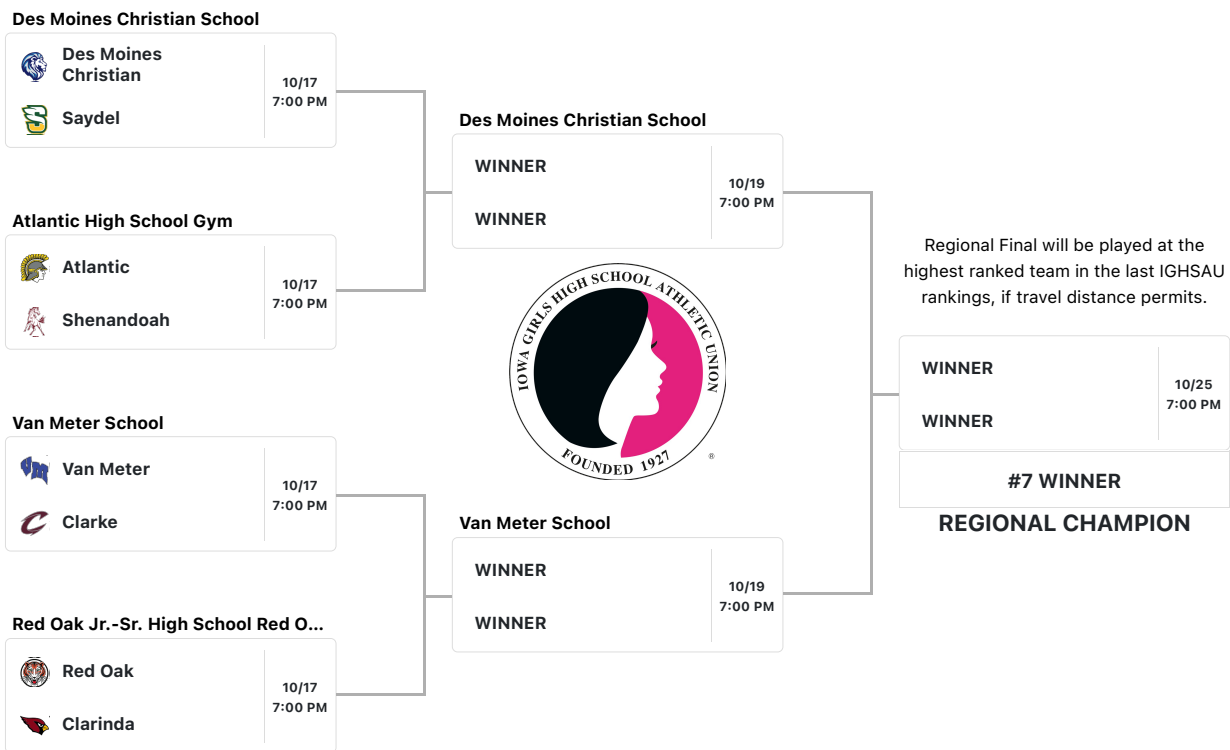 Des Moines Christian School
Des Moines
Christian
10/17
7:00 PM
Saydel
Atlantic High School Gym
Atlantic
10/17
7:00 PM
Shenandoah
Van Meter School
VM
Van Meter
10/17
7:00 PM
C
Clarke
Red Oak Jr.-Sr. High School Red O...
Red Oak
10/17
7:00 PM
Clarinda
Des Moines Christian School
WINNER
10/19
7:00 PM
WINNER
IOWA GIRLS HIGH SCHOOL ATHLETIC UNION
FOUNDED 1927
®
Van Meter School
WINNER
10/19
7:00 PM
WINNER
Regional Final will be played at the
highest ranked team in the last IGHSAU
rankings, if travel distance permits.
WINNER
10/25
7:00 PM
WINNER
#7 WINNER
REGIONAL CHAMPION